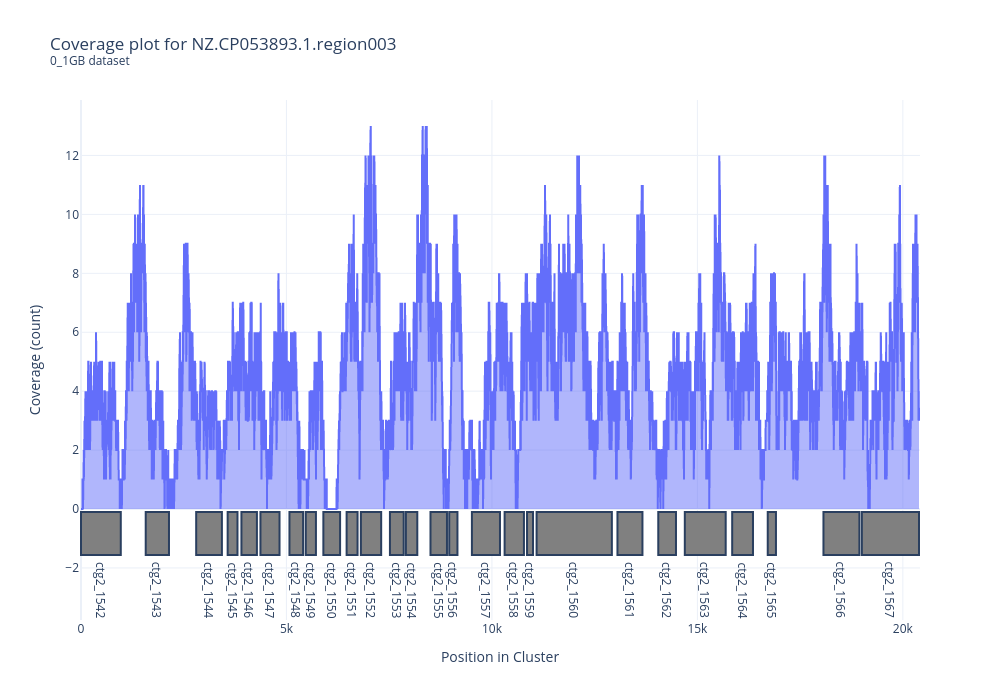 Coverage plot for NZ.CP053893.1.region003
0_1GB dataset
12
10
8
6
4
2
0
−2
Coverage (count)
ctg2_1542
ctg2_1543
ctg2_1544
ctg2_1545
ctg2_1546
ctg2_1547
ctg2_1548
ctg2_1549
ctg2_1550
ctg2_1551
ctg2_1552
ctg2_1553
ctg2_1554
ctg2_1555
ctg2_1556
ctg2_1557
ctg2_1558
ctg2_1559
ctg2_1560
ctg2_1561
ctg2_1562
ctg2_1563
ctg2_1564
ctg2_1565
ctg2_1566
ctg2_1567
0
5k
10k
15k
20k
Position in Cluster